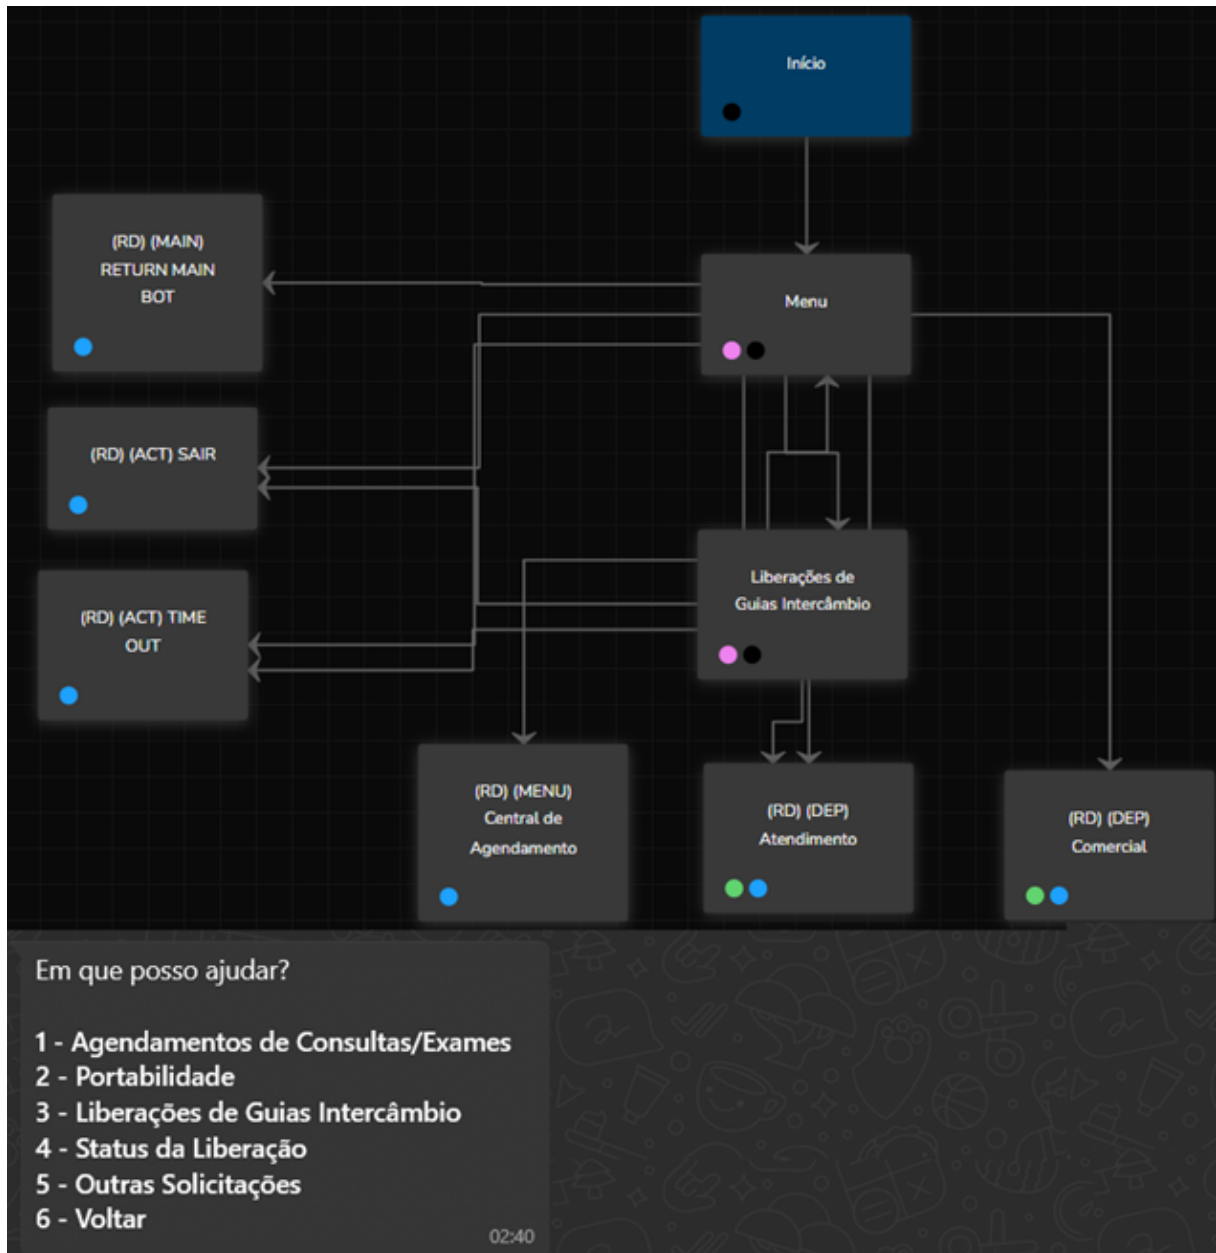 Início
(RD) (MAIN)
RETURN MAIN
BOT
Menu
(RD) (ACT) SAIR
Liberações de
Guias Intercâmbio
(RD) (ACT) TIME
OUT
(RD) (MENU)
Central de
Agendamento
(RD) (DEP)
Atendimento
(RD) (DEP)
Comercial
Em que posso ajudar?
1 - Agendamentos de Consultas/Exames
2 - Portabilidade
3 - Liberações de Guias Intercâmbio
4 - Status da Liberação
5 - Outras Solicitações
6 - Voltar
02:40